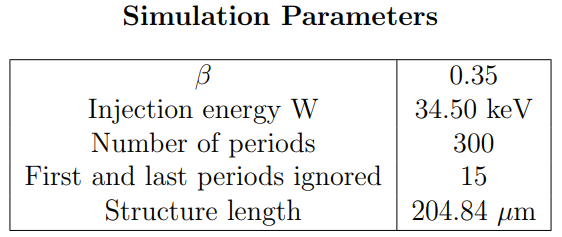 Simulation Parameters
β 0.35
Injection energy W 34.50 keV
Number of periods 300
First and last periods ignored 15
Structure length 204.84 μm